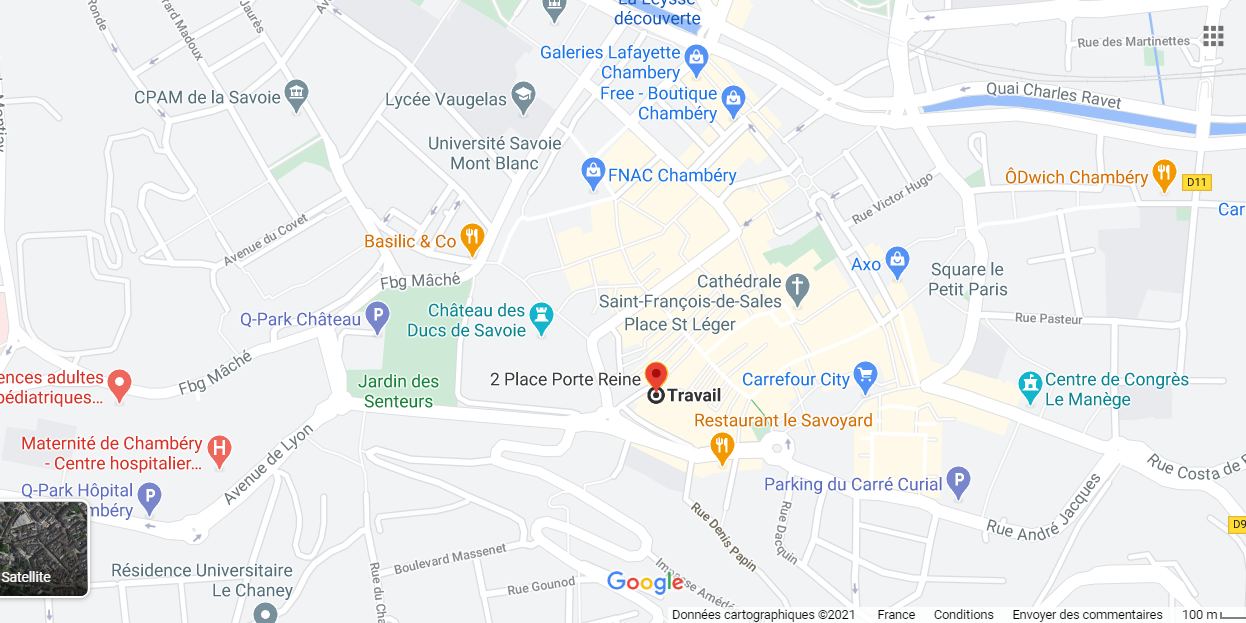 La Leysse
découverte
Rue des Martinettes
Galeries Lafayette
Chambery
Free - Boutique
Chambéry
Quai Charles Ravet
CPAM de la Savoie
Lycée Vaugelas
Université Savoie
Mont Blanc
FNAC Chambéry
ÔDwich Chambéry
D11
Car
Rue Victor Hugo
Avenue du Covet
Basilic & Co
Fbg Mâché
Axo
Square le
Petit Paris
Cathédrale
Saint-François-de-Sales
Place St Léger
Château des
Ducs de Savoie
Q-Park Château
P
Rue Pasteur
Fbg Mâché
ences adultes
pédiatriques...
Jardin des
Senteurs
2 Place Porte Reine
Travail
Carrefour City
Centre de Congrès
Le Manège
Restaurant le Savoyard
Maternité de Chambéry
- Centre hospitalier...
H
Avenue de Lyon
Q-Park Hôpital
mbéry
P
Parking du Carré Curial
P
Rue Costa de
Rue André Jacques
D9
Rue Denis Papin
Rue Dacquin
Boulevard Massenet
Rue Gounod
Rue du Ch
Impasse Amédé
Résidence Universitaire
Le Chaney
Satellite
Google
Données cartographiques ©2021
France
Conditions
Envoyer des commentaires
100 m